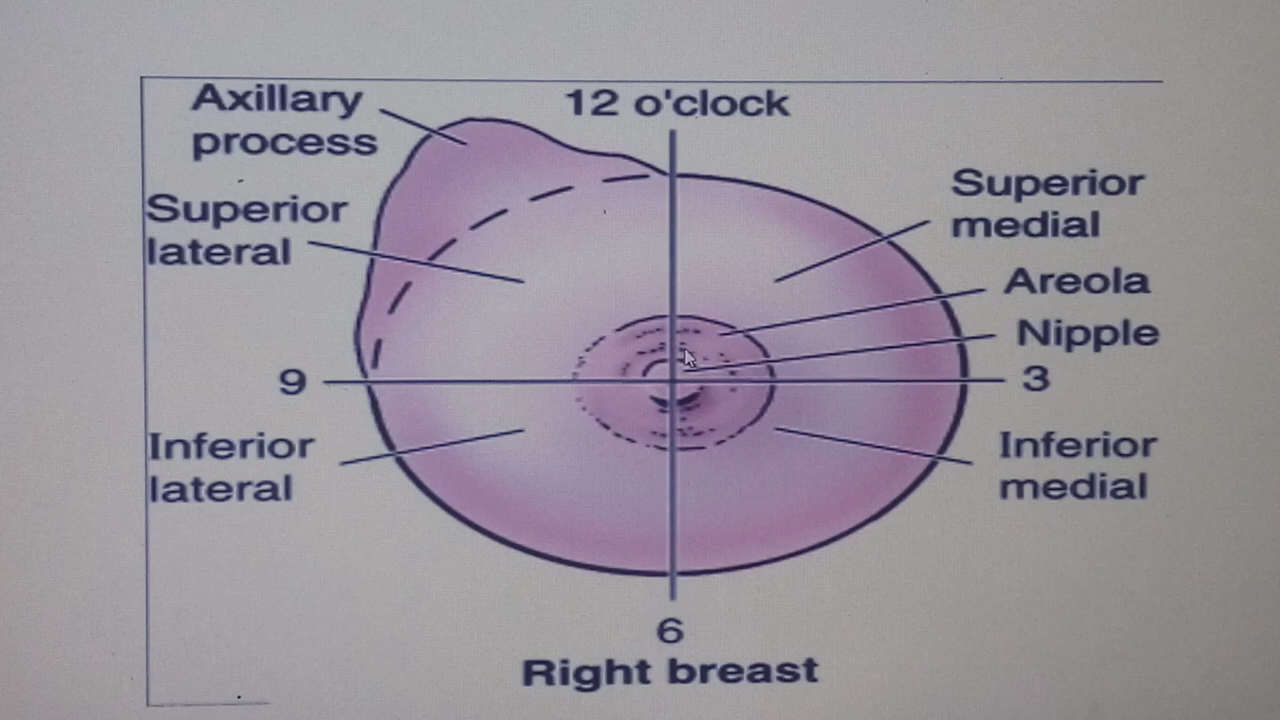 Axillary
process
12 o'clock
Superior
lateral
Superior
medial
Areola
Nipple
9
3
Inferior
lateral
Inferior
medial
6
Right breast